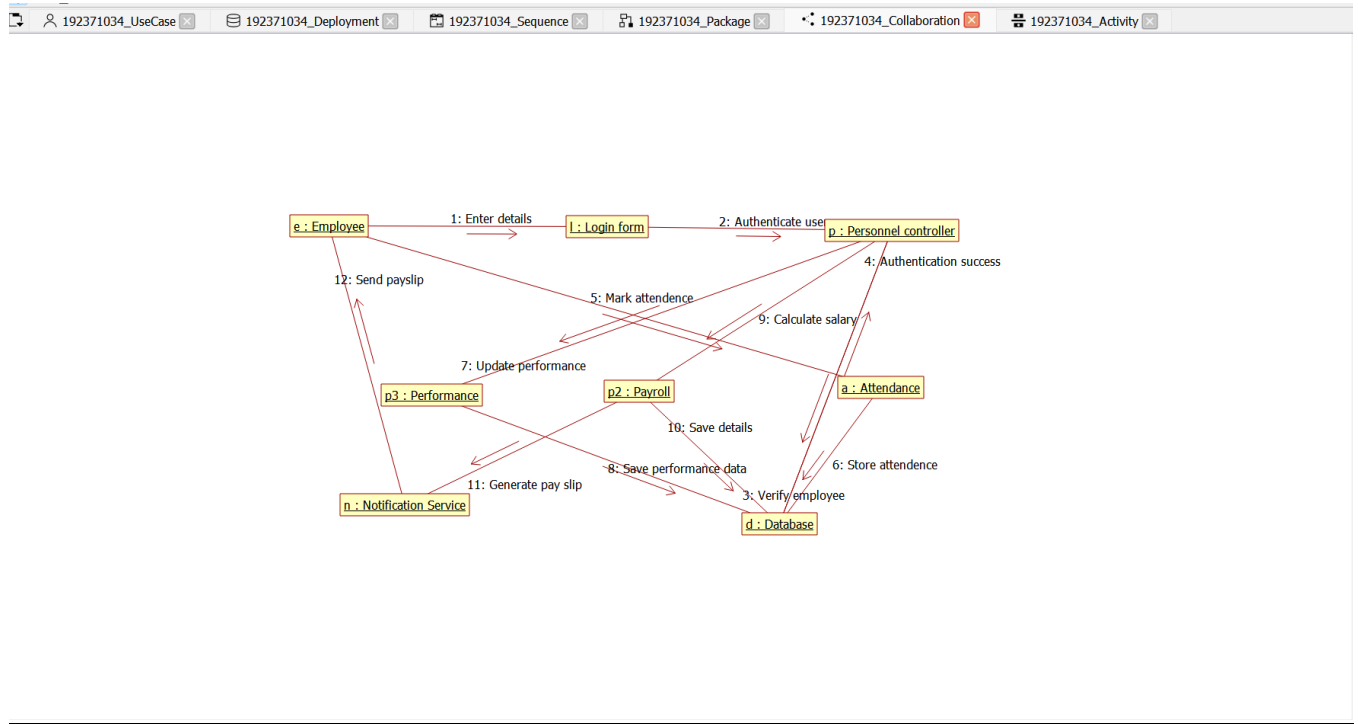 192371034_UseCase
192371034_Deployment
192371034_Sequence
192371034_Package
192371034_Collaboration
192371034_Activity
e : Employee
1: Enter details
l : Login form
2: Authenticate use
p : Personnel controller
4: Authentication success
12: Send payslip
5: Mark attendence
9: Calculate salary
7: Update performance
p3 : Performance
p2 : Payroll
a : Attendance
10: Save details
8: Save performance data
6: Store attendence
11: Generate pay slip
3: Verify employee
n : Notification Service
d : Database